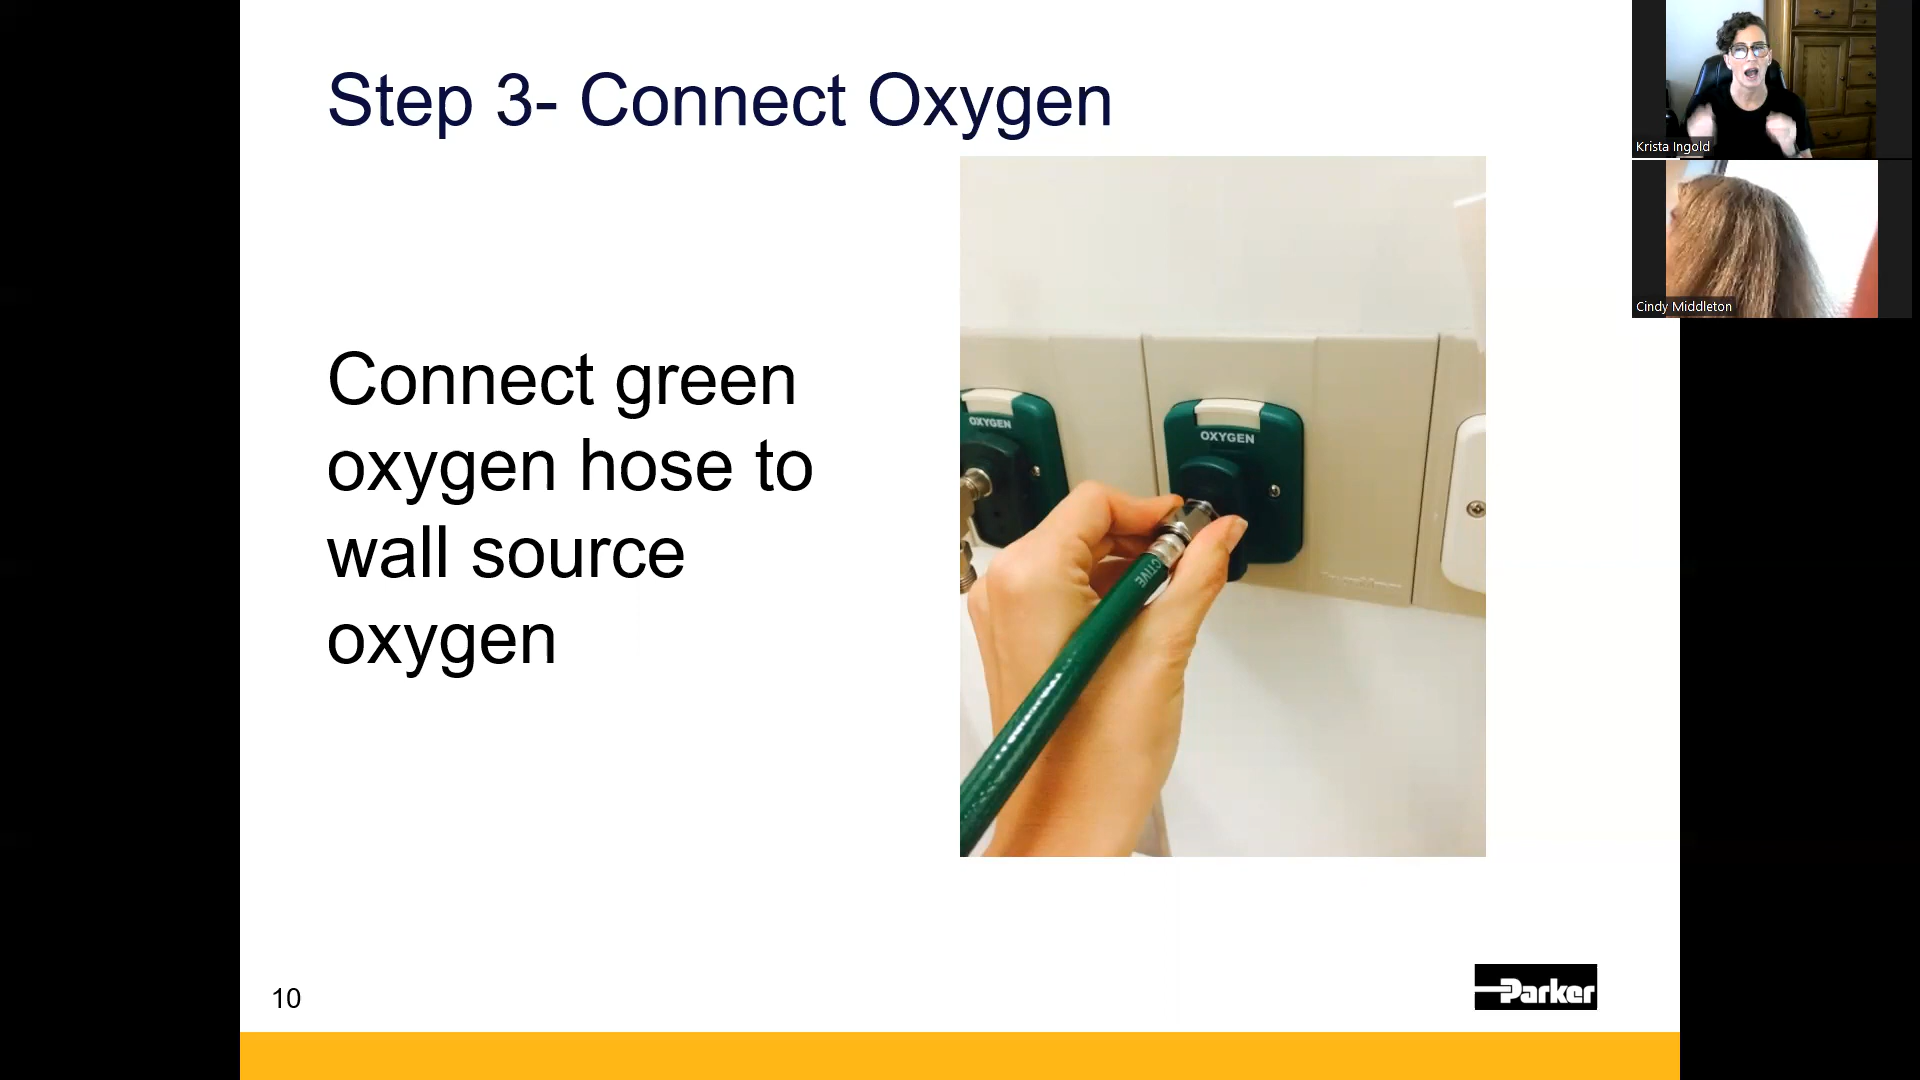 Step 3- Connect Oxygen
Connect green
oxygen hose to
wall source
oxygen
OXYGEN
OXYGEN
CTIVE
10
Parker
Krista Ingold
Cindy Middleton